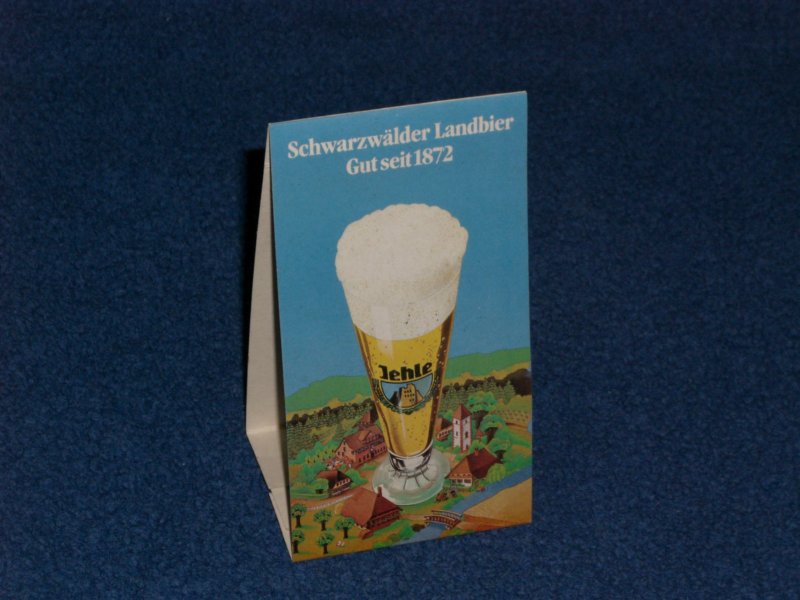 Schwarzwälder Landbier
Gut seit 1872
Jehle